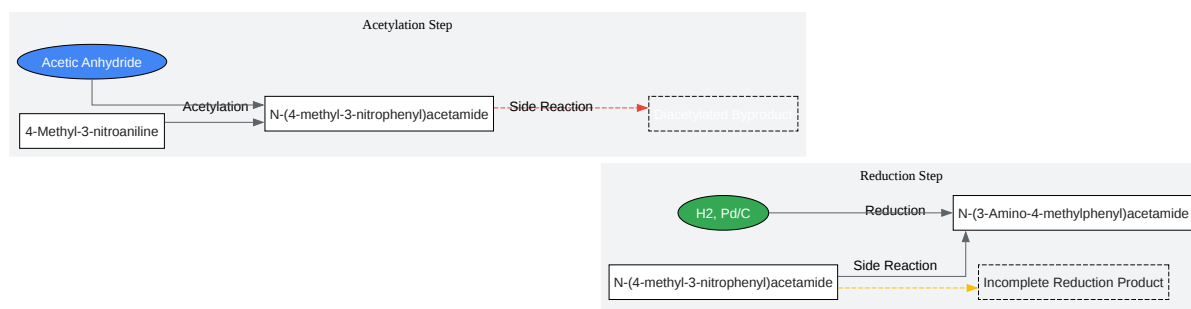 Acetylation Step
Acetic Anhydride
Acetylation
4-Methyl-3-nitroaniline
N-(4-methyl-3-nitrophenyl)acetamide
Side Reaction
Diacetylated Byproduct
Reduction Step
H2, Pd/C
Reduction
N-(3-Amino-4-methylphenyl)acetamide
N-(4-methyl-3-nitrophenyl)acetamide
Side Reaction
Incomplete Reduction Product